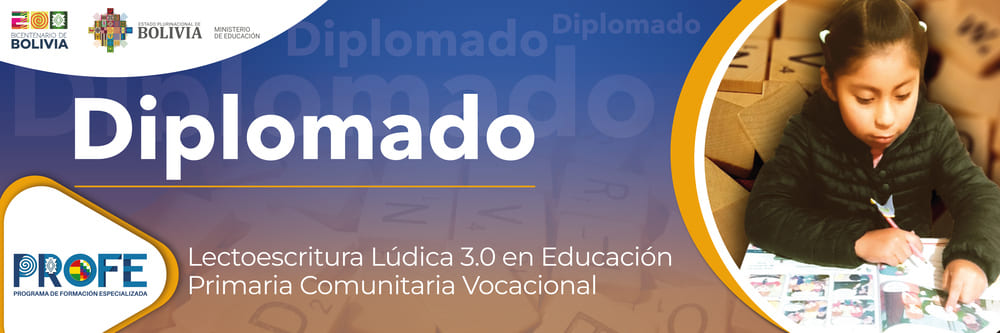 BICENTENARIO DE
BOLIVIA
ESTADO PLURINACIONAL DE
BOLIVIA
MINISTERIO
DE EDUCACIÓN
Diplomado
Diplomado
Diplomado
Diplomado
PROFE
PROGRAMA DE FORMACIÓN ESPECIALIZADA
Lectoescritura Lúdica 3.0 en Educación
Primaria Comunitaria Vocacional